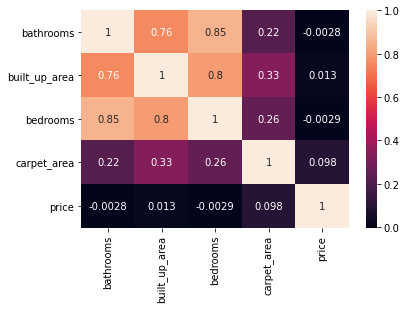 1.0
bathrooms 1 0.76 0.85 0.22 -0.0028
0.8
built_up_area 0.76 1 0.8 0.33 0.013
0.6
bedrooms 0.85 0.8 1 0.26 -0.0029
0.4
carpet_area 0.22 0.33 0.26 1 0.098
0.2
price -0.0028 0.013 -0.0029 0.098 1
0.0
bathrooms built_up_area bedrooms carpet_area price